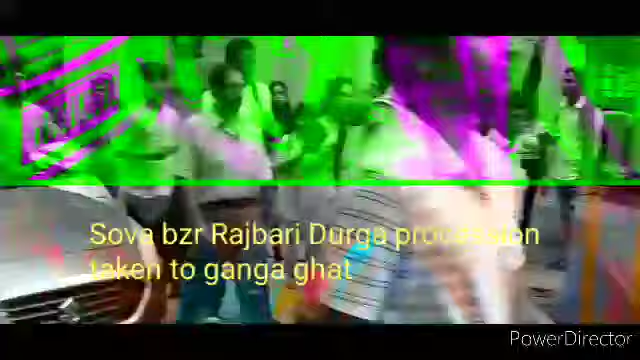 Sova bzr Rajbari Durga procession
taken to ganga ghat
PowerDirector